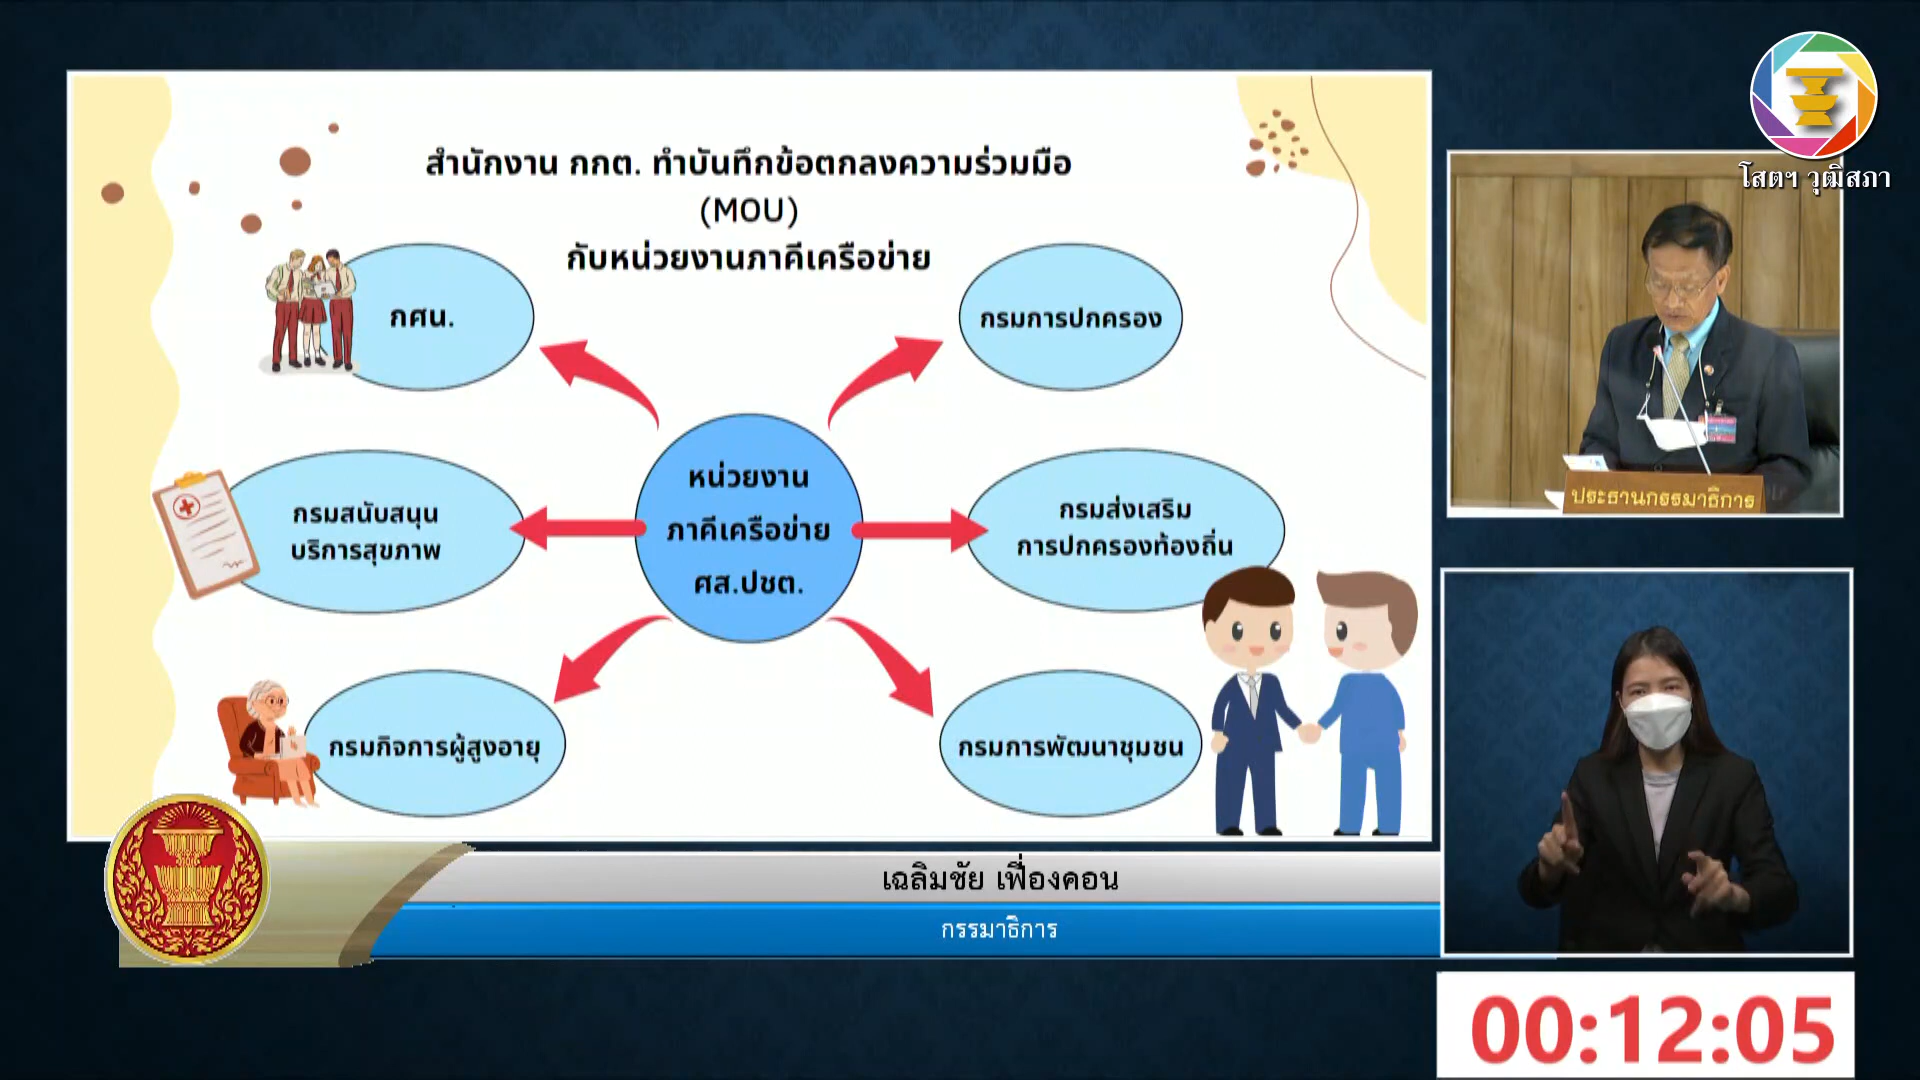 โสตฯ วุฒิสภา
สำนักงาน กกต. ทำบันทึกข้อตกลงความร่วมมือ
(MOU)
กับหน่วยงานภาคีเครือข่าย
กศน.
กรมการปกครอง
กรมสนับสนุน
บริการสุขภาพ
หน่วยงาน
ภาคีเครือข่าย
ศส.ปชต.
กรมส่งเสริม
การปกครองท้องถิ่น
กรมกิจการผู้สูงอายุ
กรมการพัฒนาชุมชน
ประธานกรรมาธิการ
เฉลิมชัย เฟื่องคอน
กรรมาธิการ
00:12:05